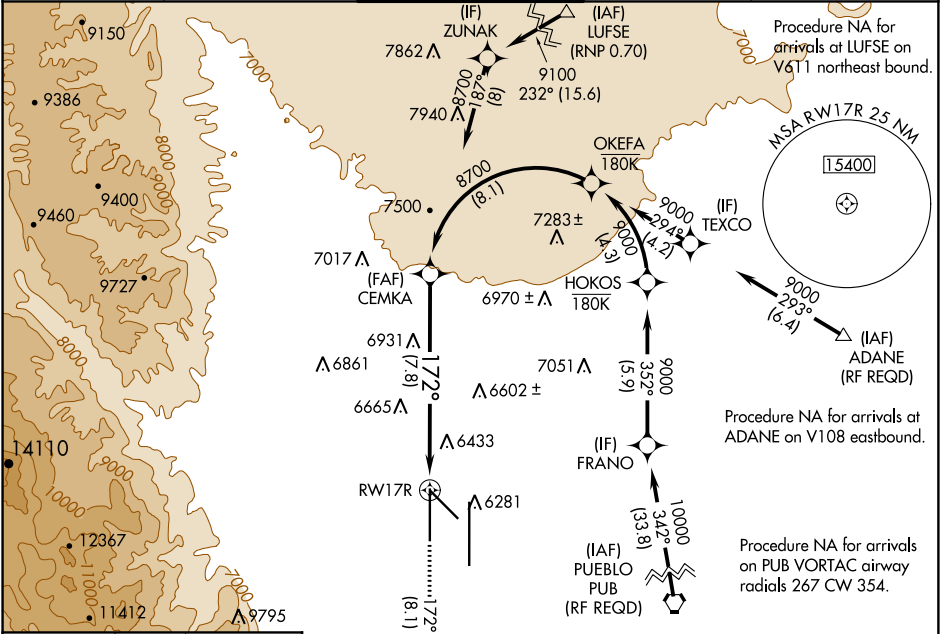 9150
9386
9400
9460
9727
8000
9000
7000
(IF)
ZUNAK
(IAF)
LUFSE
(RNP 0.70)
7862
9100
232° (15.6)
8700
187°
(8)
7940
7000
Procedure NA for
arrivals at LUFSE on
V611 northeast bound.
MSA RW17R 25 NM
15400
OKEFA
180K
8700
(8.1)
7500
7283 ±
9000
294°
(4.2)
(IF)
TEXCO
9000
(4.3)
7017
(FAF)
CEMKA
6970 ±
HOKOS
180K
9000
293°
(6.4)
(IAF)
ADANE
(RF REQD)
6931
172°
(7.8)
6861
7051
9000
352°
(5.9)
6602 ±
6665
6433
Procedure NA for arrivals at
ADANE on V108 eastbound.
(IF)
FRANO
RW17R
6281
10000
342°
(33.8)
(IAF)
PUEBLO
PUB
(RF REQD)
Procedure NA for arrivals
on PUB VORTAC airway
radials 267 CW 354.
172°
(8.1)
8000
14110
9000
10000
12367
11000
11412
7000
9795